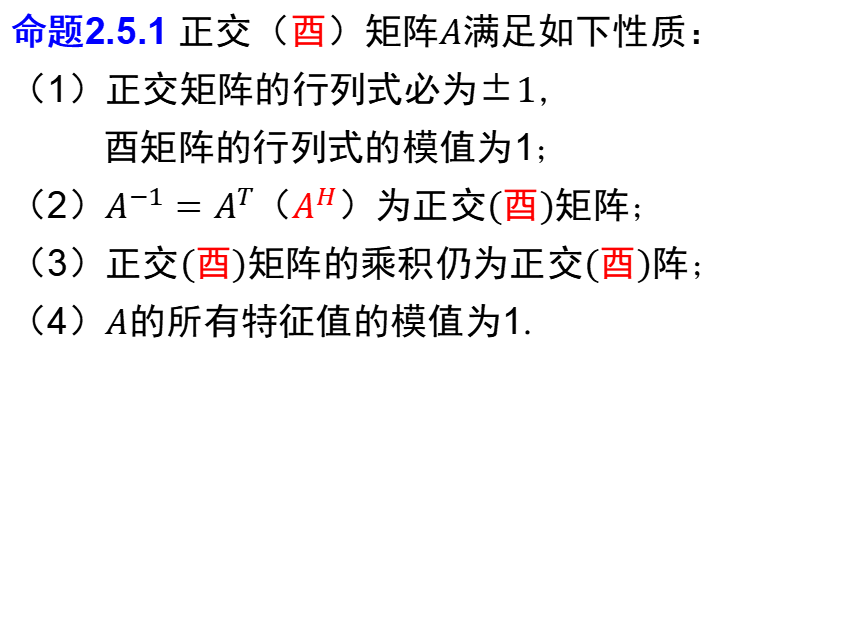 命题2.5.1 正交（酉）矩阵A满足如下性质：
（1）正交矩阵的行列式必为±1,
酉矩阵的行列式的模值为1;
（2）A⁻¹ = Aᵀ（Aᴴ）为正交(酉)矩阵;
（3）正交(酉)矩阵的乘积仍为正交(酉)阵;
（4）A的所有特征值的模值为1.